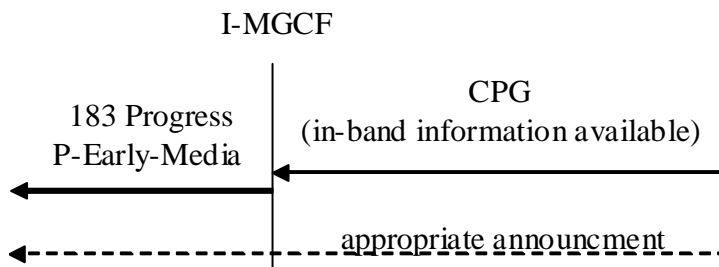 I-MGCF
183 Progress
P-Early-Media
CPG
(in-band information available)
appropriate announcment